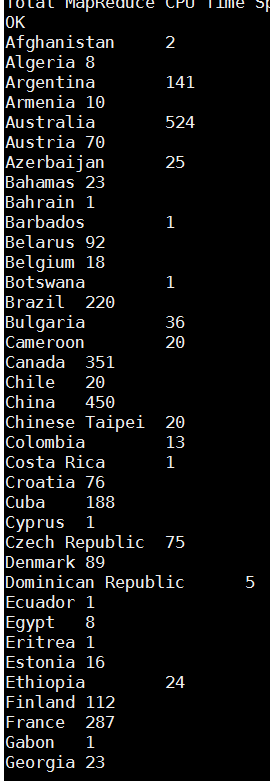 Total MapReduce CPU Time Sp
OK
Afghanistan 2
Algeria 8
Argentina 141
Armenia 10
Australia 524
Austria 70
Azerbaijan 25
Bahamas 23
Bahrain 1
Barbados 1
Belarus 92
Belgium 18
Botswana 1
Brazil 220
Bulgaria 36
Cameroon 20
Canada 351
Chile 20
China 450
Chinese Taipei 20
Colombia 13
Costa Rica 1
Croatia 76
Cuba 188
Cyprus 1
Czech Republic 75
Denmark 89
Dominican Republic 5
Ecuador 1
Egypt 8
Eritrea 1
Estonia 16
Ethiopia 24
Finland 112
France 287
Gabon 1
Georgia 23